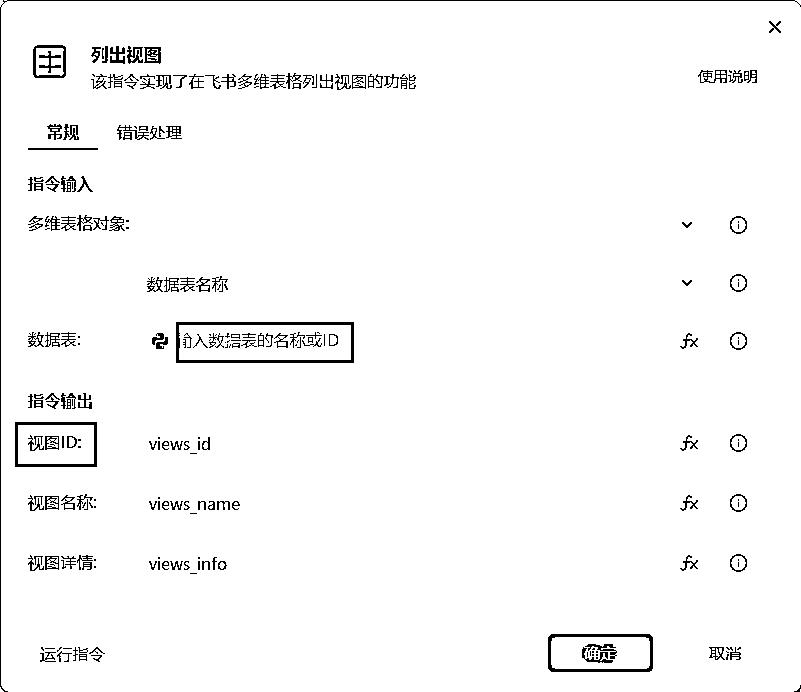 列出视图
该指令实现了在飞书多维表格列出视图的功能
使用说明
常规 错误处理
指令输入
多维表格对象:
数据表名称
数据表: 输入数据表的名称或ID fx
指令输出
视图ID: views_id fx
视图名称: views_name fx
视图详情: views_info fx
运行指令 确定 取消